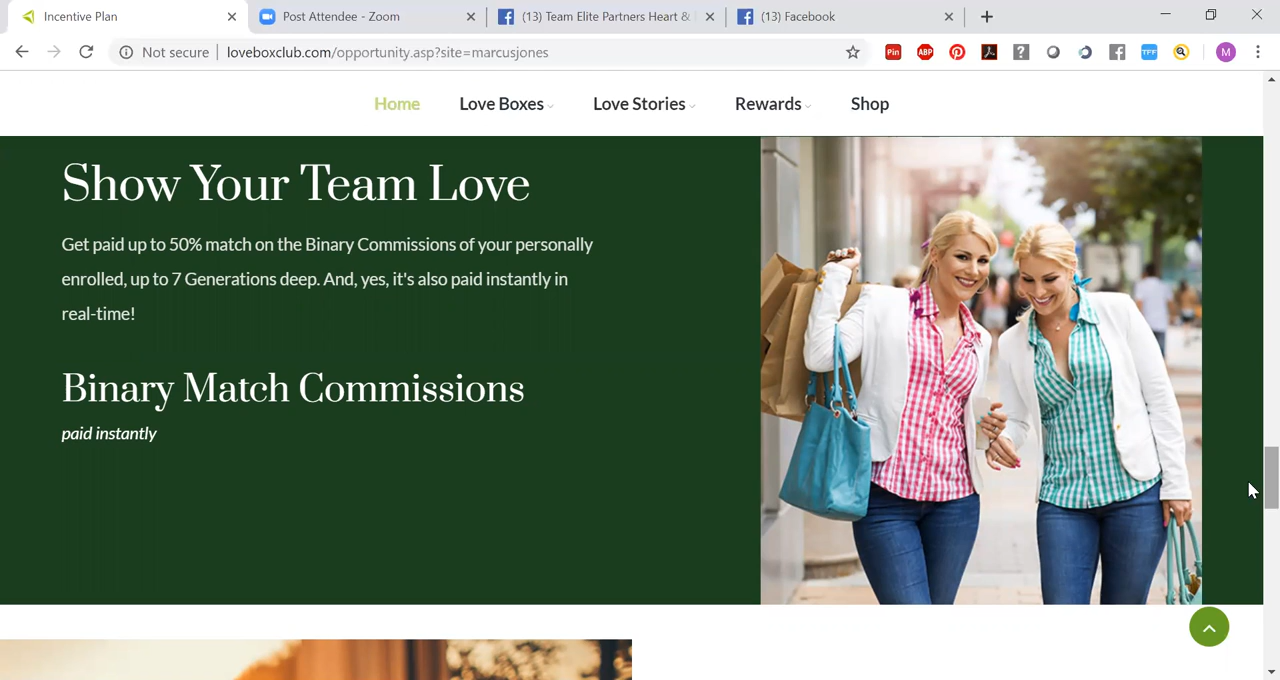 Incentive Plan
Post Attendee - Zoom
(13) Team Elite Partners Heart &
(13) Facebook
Not secure
loveboxclub.com/opportunity.asp?site=marcusjones
Pin
ABP
?
TFF
M
Home
Love Boxes
Love Stories
Rewards
Shop
Show Your Team Love
Get paid up to 50% match on the Binary Commissions of your personally
enrolled, up to 7 Generations deep. And, yes, it's also paid instantly in
real-time!
Binary Match Commissions
paid instantly